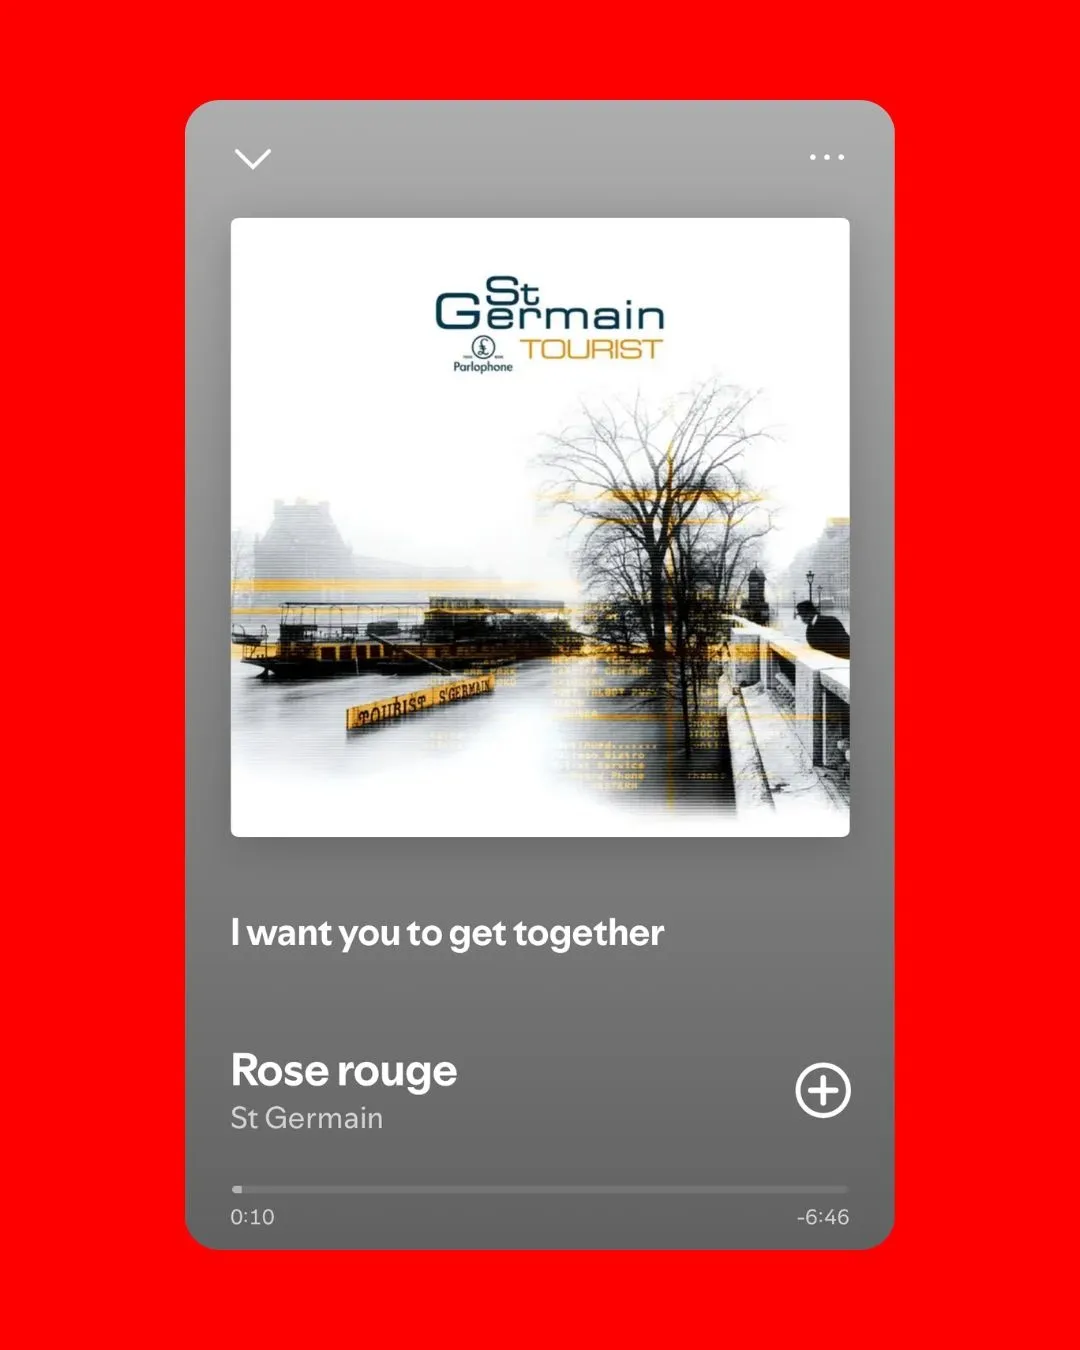 St
Germain
TOURIST
Parlophone
TOURIST St GERMAIN
I want you to get together
Rose rouge
St Germain
0:10
-6:46